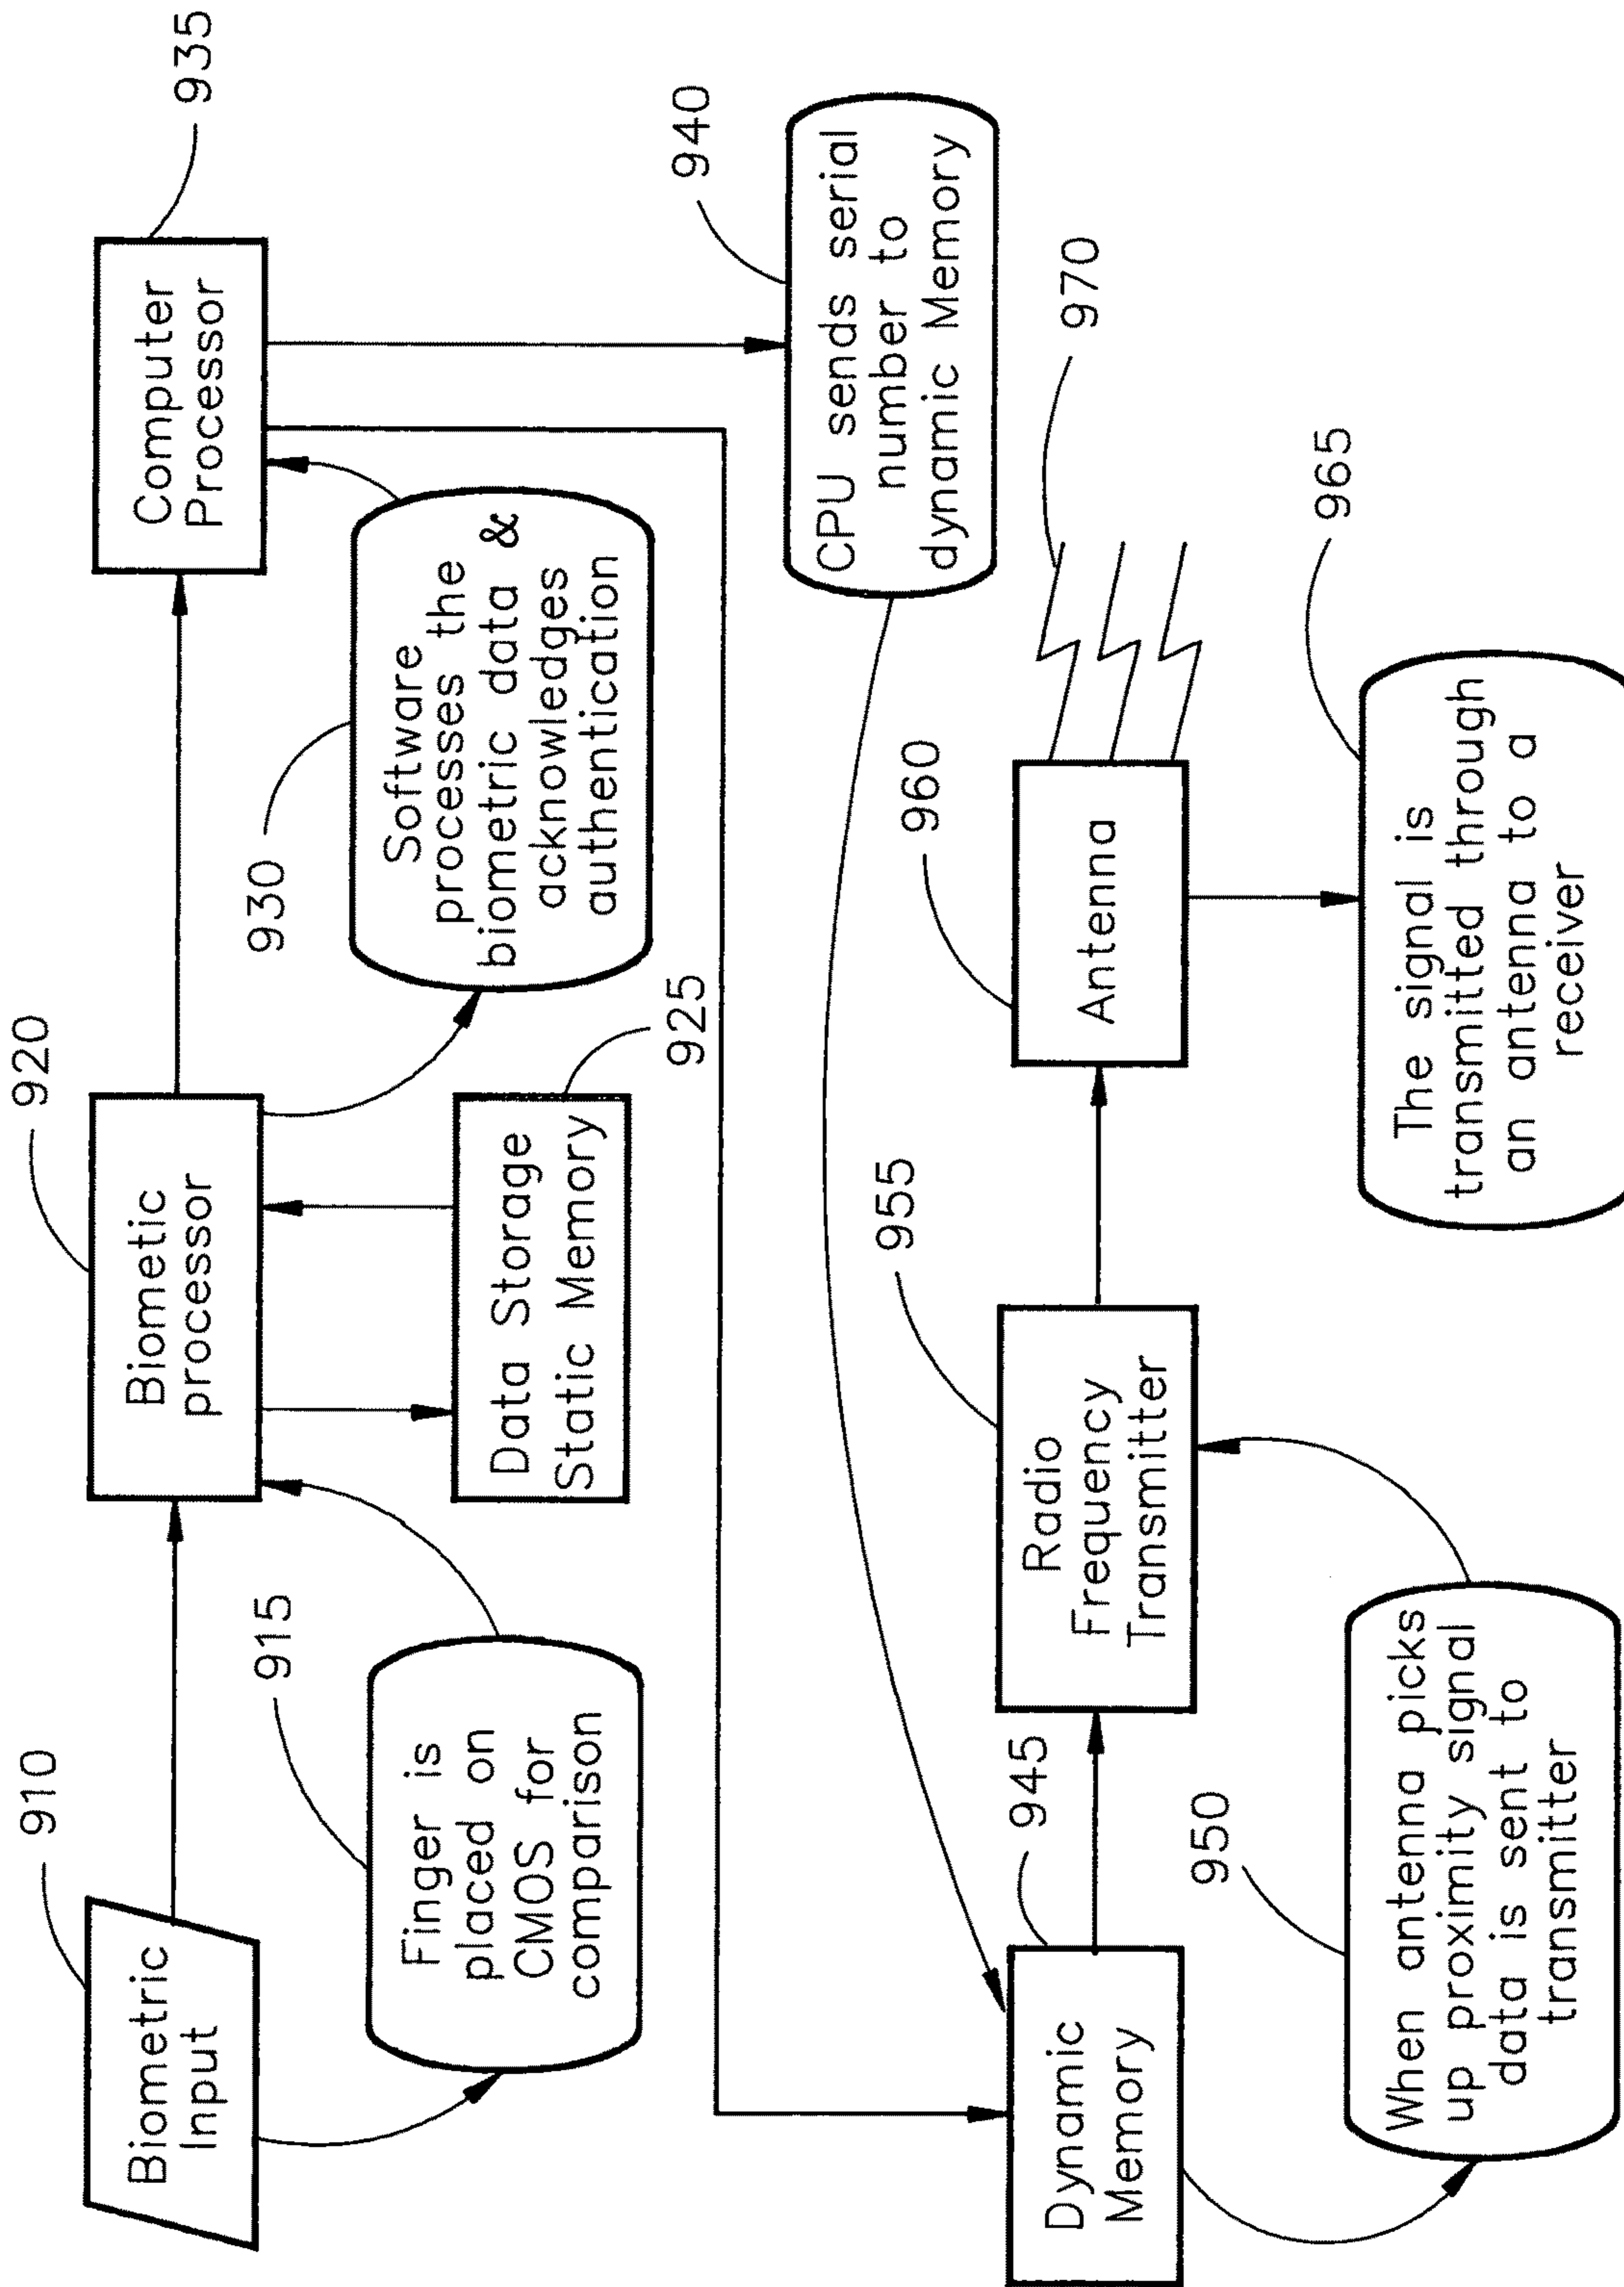 910
Biometric
Input
915
Finger is
placed on
CMOS for
comparison
920
Biometic
processor
Data Storage
Static Memory
925
930
Software
processes the
biometric data &
acknowledges
authentication
Computer
Processor
935
940
CPU sends serial
number to
dynamic Memory
Dynamic
Memory
945
950
When antenna picks
up proximity signal
data is sent to
transmitter
955
Radio
Frequency
Transmitter
960
Antenna
970
965
The signal is
transmitted through
an antenna to a
receiver